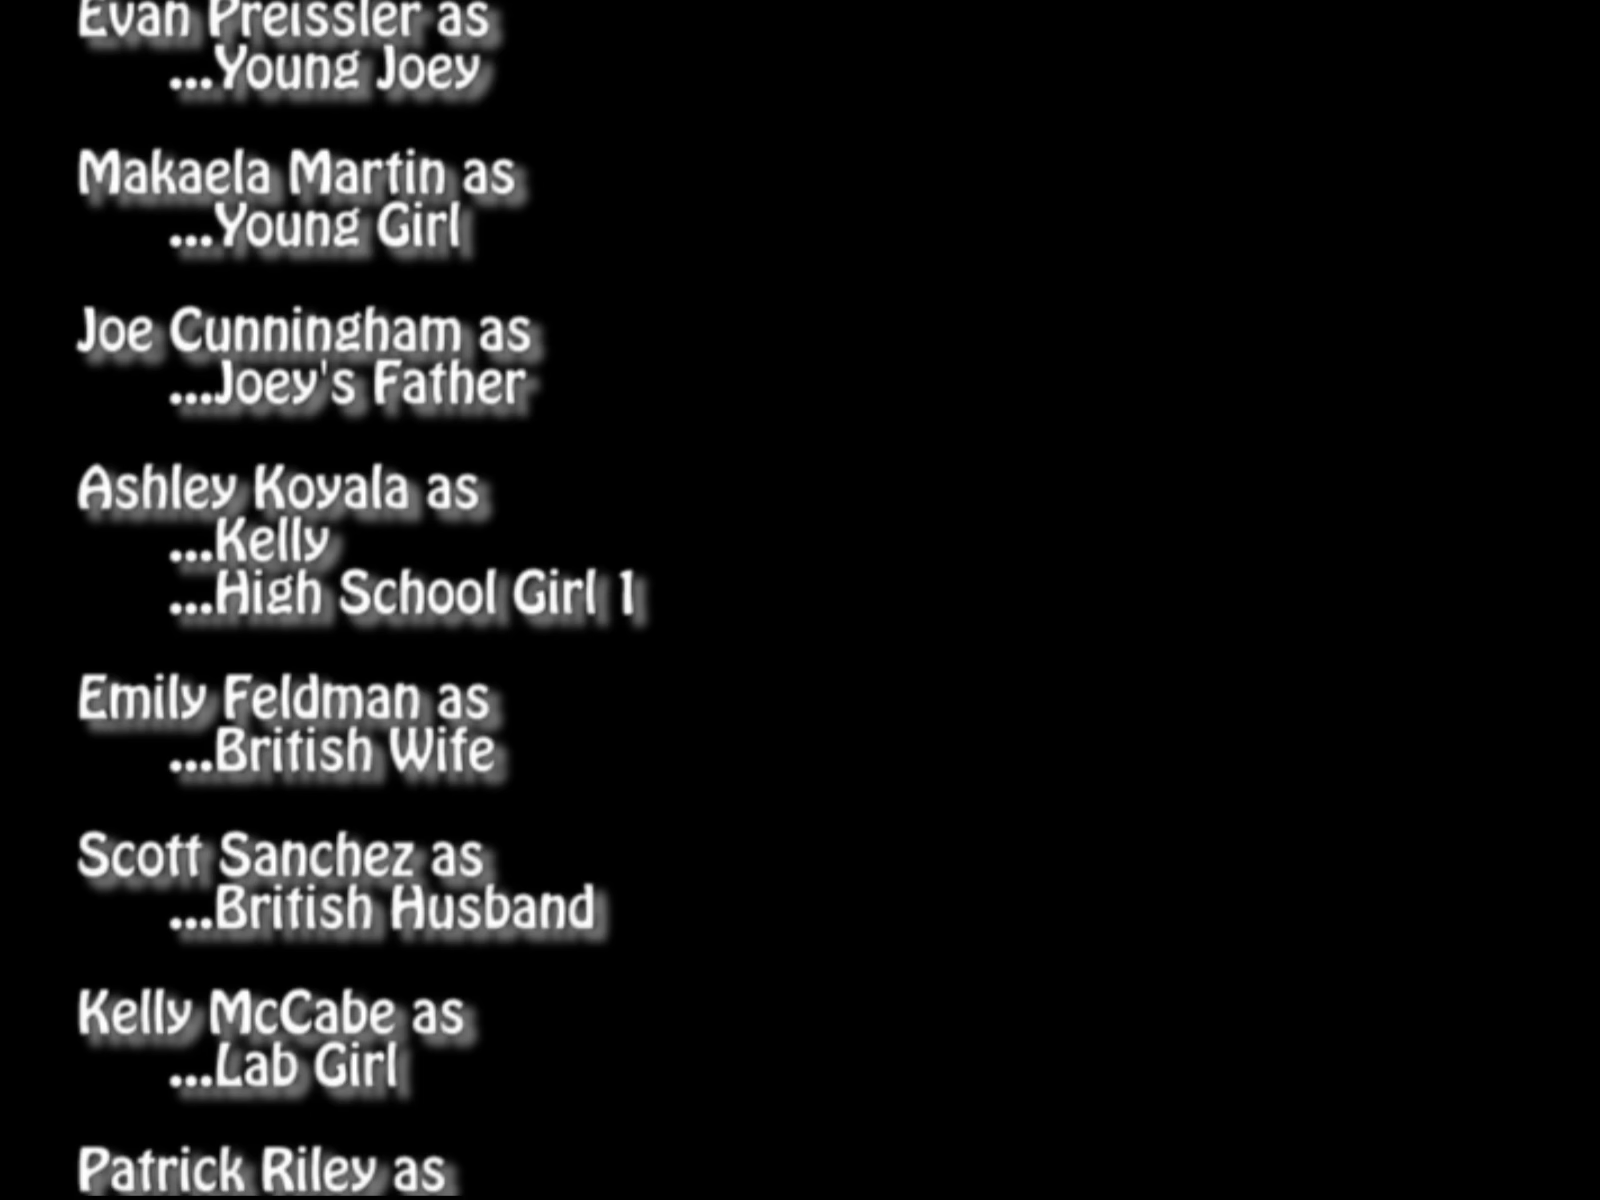 Evan Preissler as
...Young Joey
Makaela Martin as
...Young Girl
Joe Cunningham as
...Joey's Father
Ashley Koyala as
...Kelly
...High School Girl 1
Emily Feldman as
...British Wife
Scott Sanchez as
...British Husband
Kelly McCabe as
...Lab Girl
Patrick Riley as